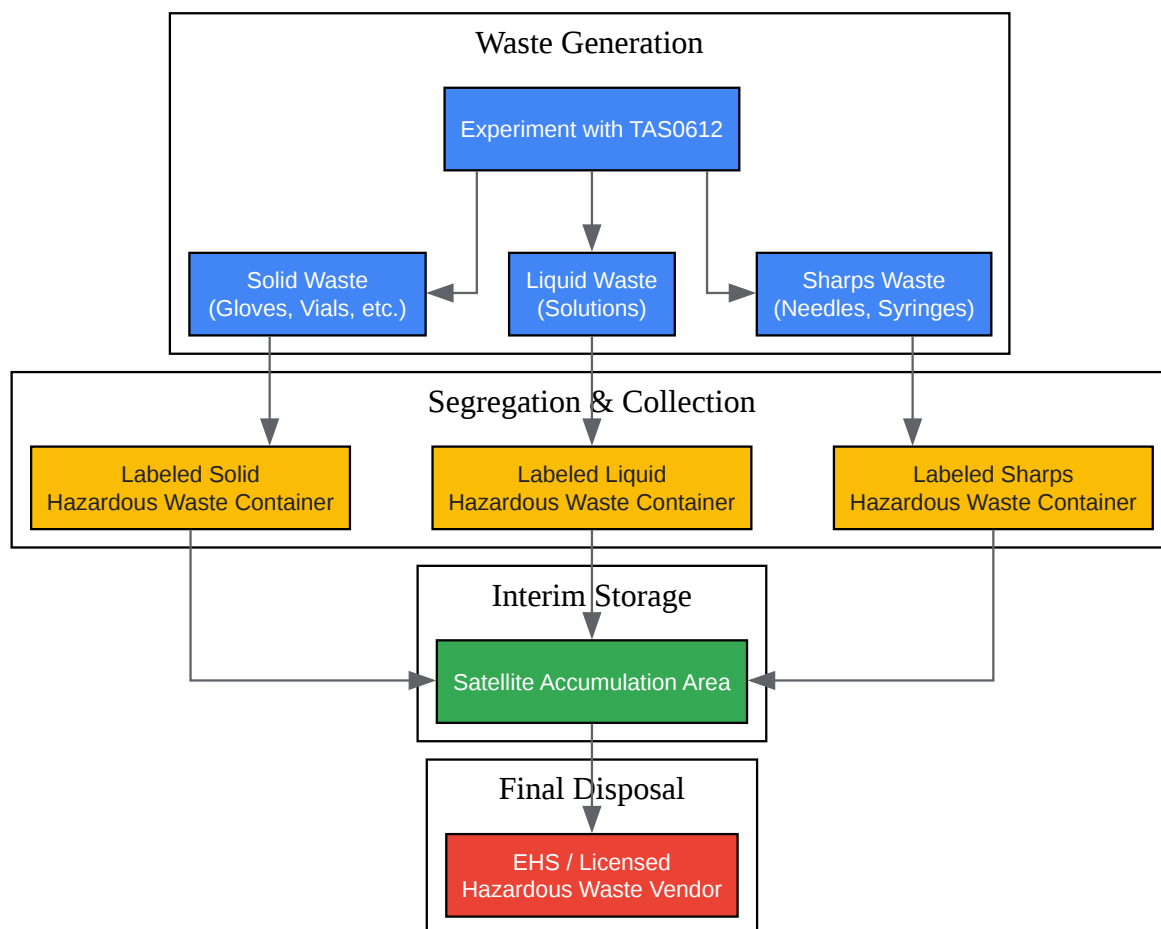 Waste Generation
Experiment with TAS0612
Solid Waste
(Gloves, Vials, etc.)
Liquid Waste
(Solutions)
Sharps Waste
(Needles, Syringes)
Segregation & Collection
Labeled Solid
Hazardous Waste Container
Labeled Liquid
Hazardous Waste Container
Labeled Sharps
Hazardous Waste Container
Interim Storage
Satellite Accumulation Area
Final Disposal
EHS / Licensed
Hazardous Waste Vendor